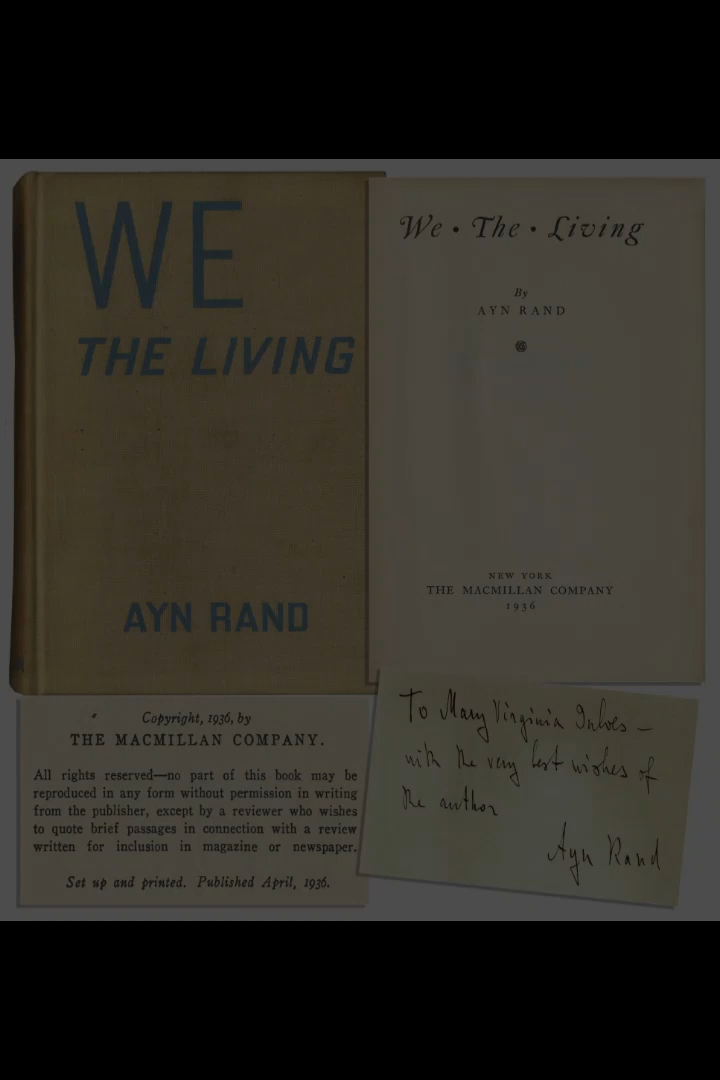 WE
THE LIVING
AYN RAND
We • The • Living
By
AYN RAND
NEW YORK
THE MACMILLAN COMPANY
1936
Copyright, 1936, by
THE MACMILLAN COMPANY.
All rights reserved—no part of this book may be
reproduced in any form without permission in writing
from the publisher, except by a reviewer who wishes
to quote brief passages in connection with a review
written for inclusion in magazine or newspaper.
Set up and printed. Published April, 1936.
To Mary Virginia —
with the very best wishes of
the author
Ayn Rand